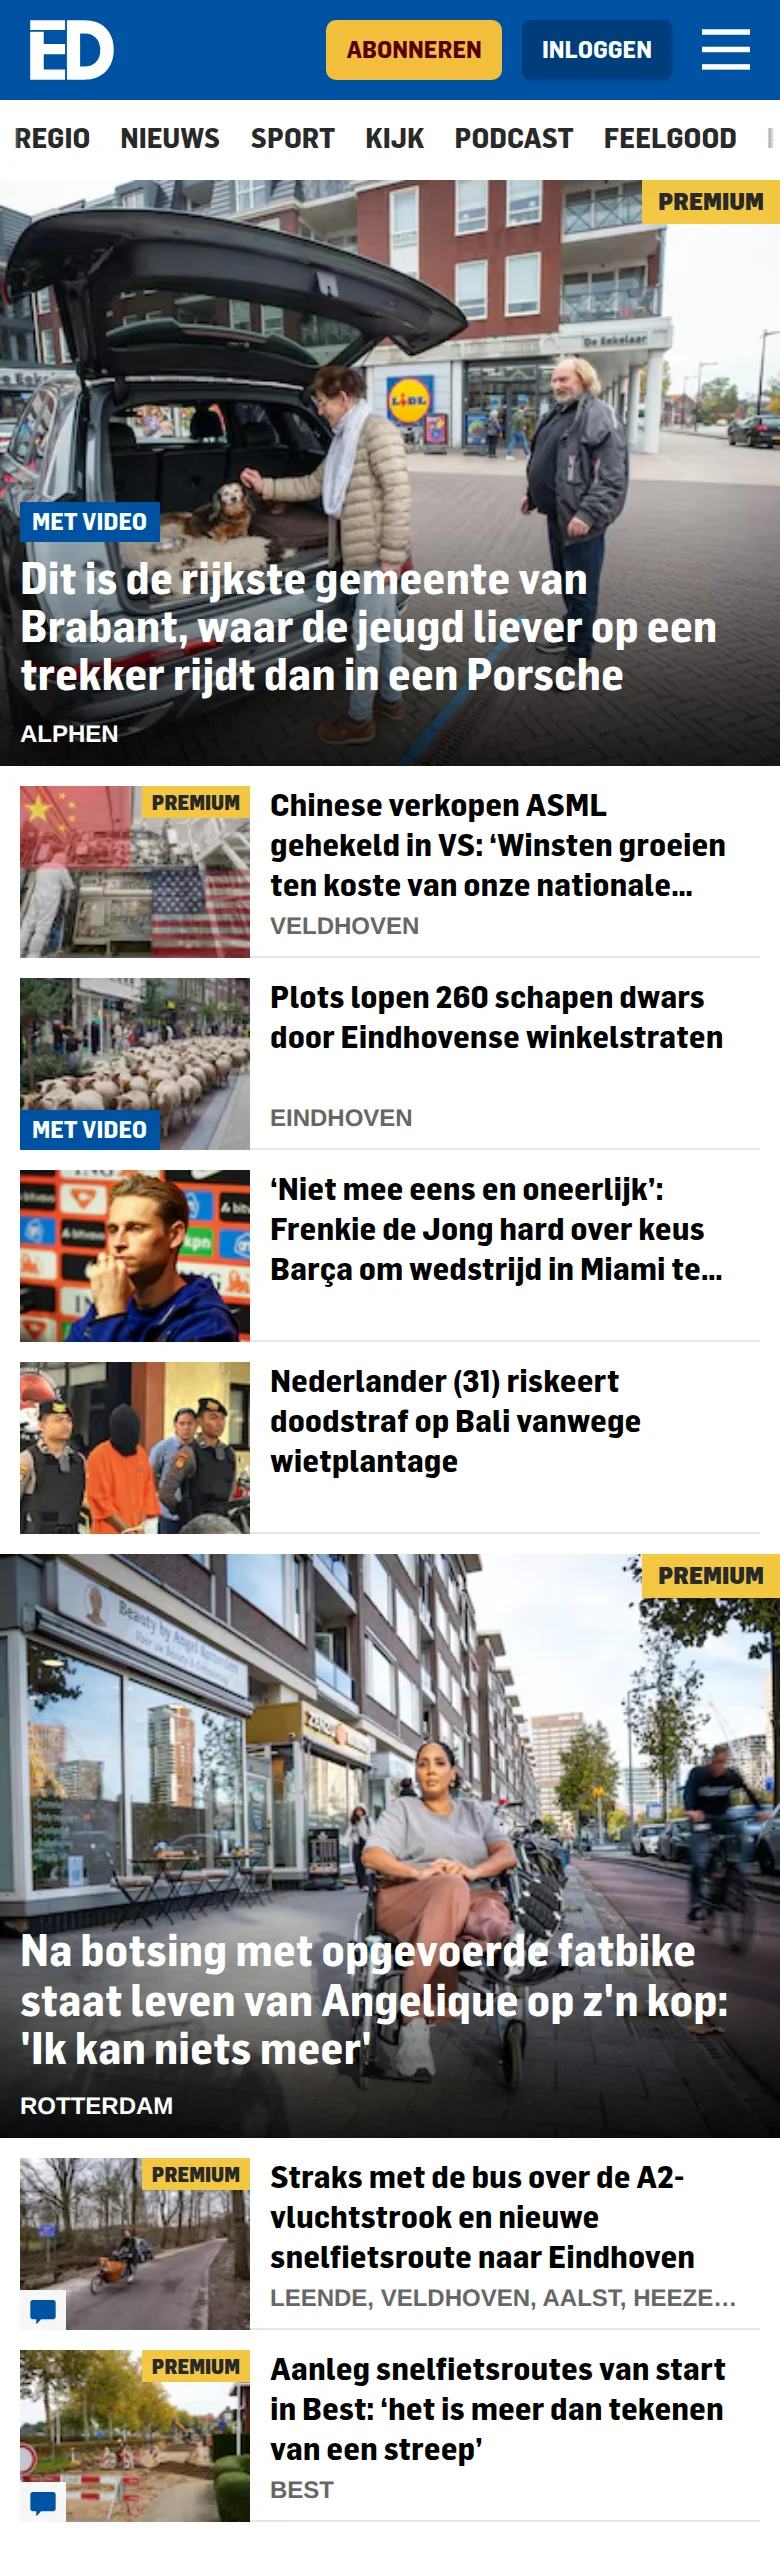 ED
ABONNEREN
INLOGGEN
REGIO NIEUWS SPORT KIJK PODCAST FEELGOOD
PREMIUM
De Eekelaar
LIDL
MET VIDEO
Dit is de rijkste gemeente van
Brabant, waar de jeugd liever op een
trekker rijdt dan in een Porsche
ALPHEN
PREMIUM
Chinese verkopen ASML
gehekeld in VS: ‘Winsten groeien
ten koste van onze nationale...
VELDHOVEN
Plots lopen 260 schapen dwars
door Eindhovense winkelstraten
MET VIDEO
EINDHOVEN
‘Niet mee eens en oneerlijk’:
Frenkie de Jong hard over keus
Barça om wedstrijd in Miami te...
kpn
Nederlander (31) riskeert
doodstraf op Bali vanwege
wietplantage
PREMIUM
Beauty by Angel
Na botsing met opgevoerde fatbike
staat leven van Angelique op z'n kop:
'Ik kan niets meer'
ROTTERDAM
PREMIUM
Straks met de bus over de A2-
vluchtstrook en nieuwe
snelfietsroute naar Eindhoven
LEENDE, VELDHOVEN, AALST, HEEZE...
PREMIUM
Aanleg snelfietsroutes van start
in Best: ‘het is meer dan tekenen
van een streep’
BEST